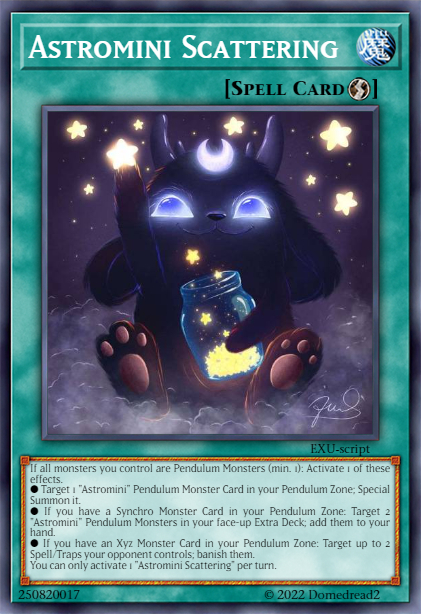 Astromini Scattering
魔
[Spell Card]
EXU-script
If all monsters you control are Pendulum Monsters (min. 1): Activate 1 of these
effects.
● Target 1 "Astromini" Pendulum Monster Card in your Pendulum Zone; Special
Summon it.
● If you have a Synchro Monster Card in your Pendulum Zone: Target 2
"Astromini" Pendulum Monsters in your face-up Extra Deck; add them to your
hand.
● If you have an Xyz Monster Card in your Pendulum Zone: Target up to 2
Spell/Traps your opponent controls; banish them.
You can only activate 1 "Astromini Scattering" per turn.
250820017
© 2022 Domedread2